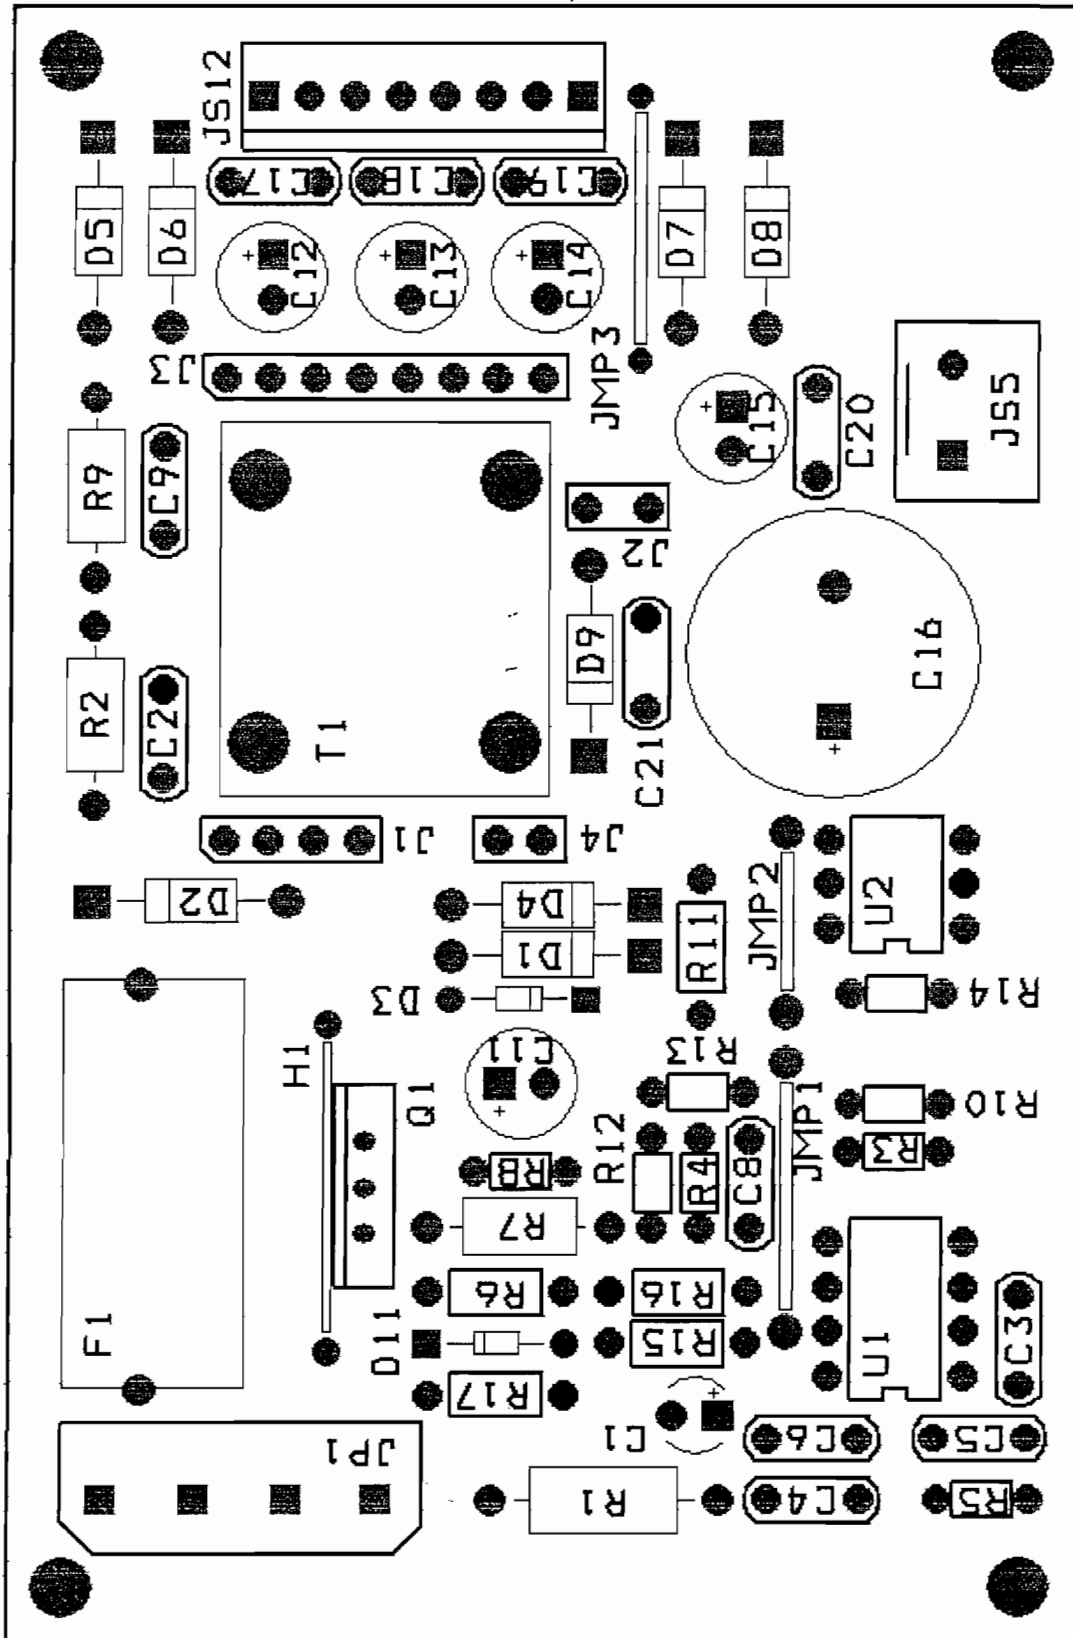 JS12
C17
C18
C19
D5
D6
+
C12
+
C13
+
C14
D7
D8
J3
JMP3
+
C15
C20
JS5
R9
C9
J2
R2
C2
T1
D9
C21
C16
+
J1
J4
D2
D4
D1
D3
R11
JMP2
U2
R14
H1
C11
+
R13
Q1
R8
R12
R4
C8
JMP1
R10
R3
R7
F1
R6
R16
D11
R15
U1
C3
R17
C1
+
C6
C5
JP1
R1
C4
R5